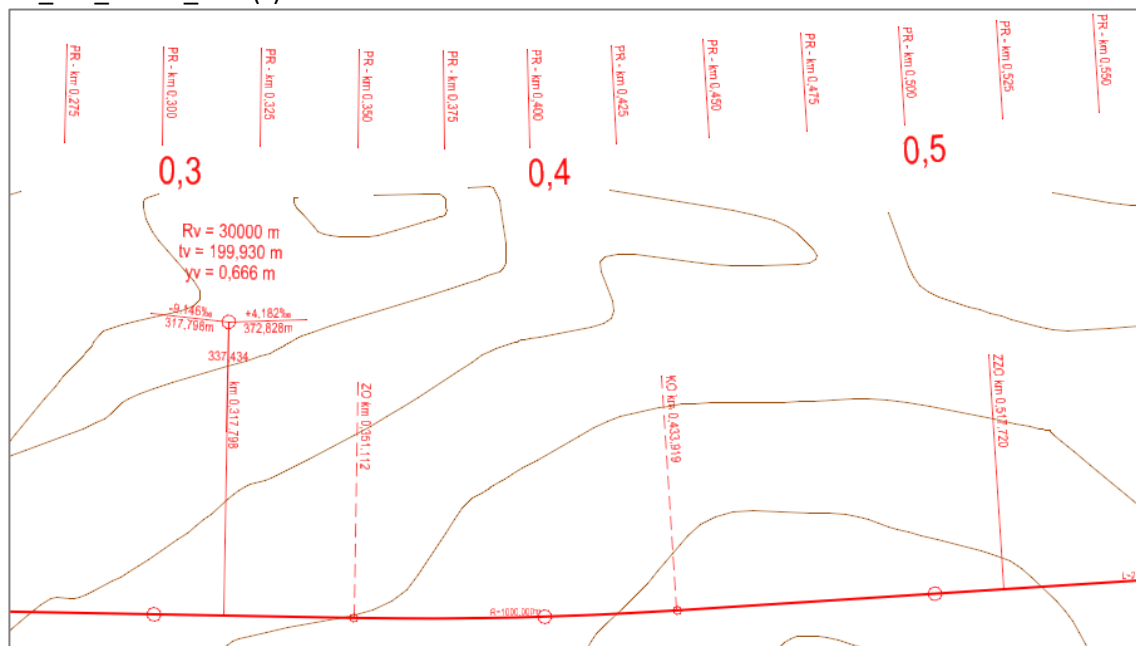 PR - km 0,275
PR - km 0,300
PR - km 0,325
PR - km 0,350
PR - km 0,375
PR - km 0,400
PR - km 0,425
PR - km 0,450
PR - km 0,475
PR - km 0,500
PR - km 0,525
PR - km 0,550
0,3
0,4
0,5
Rv = 30000 m
tv = 199,930 m
yv = 0,666 m
-9,146‰
317,798m
+4,182‰
372,828m
337,434
km 0,317.798
ZO km 0,351.112
KO km 0,433.919
ZZO km 0,517.720
R=1000,000m